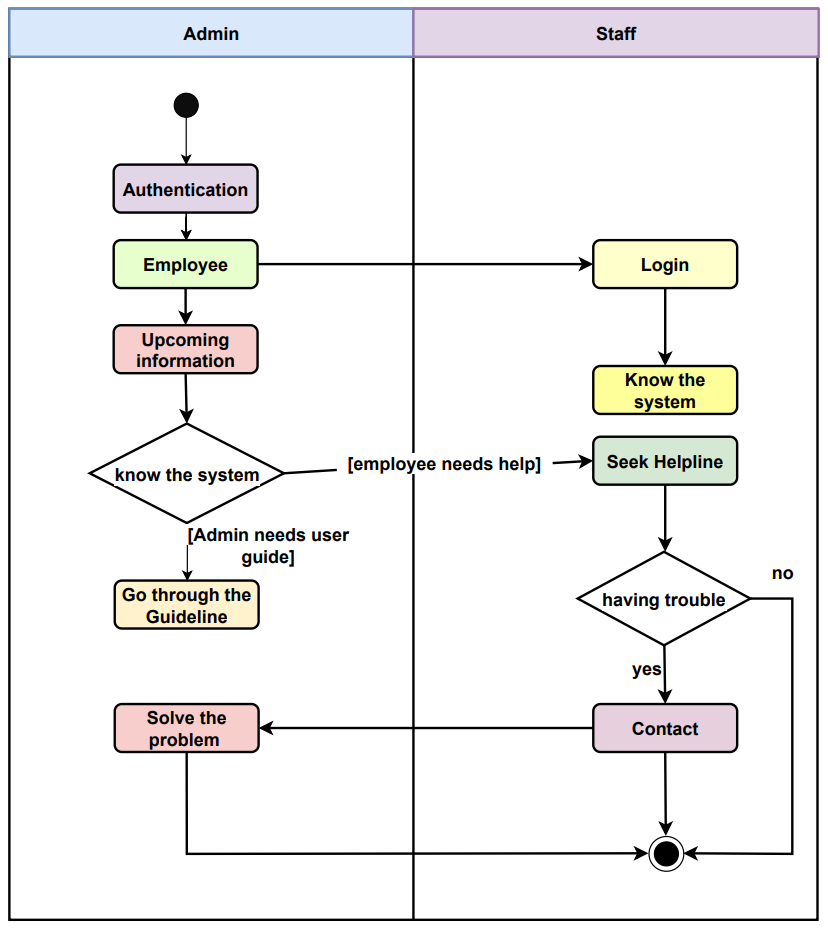 Admin
Staff
Authentication
Employee
Login
Upcoming
information
Know the
system
know the system
[employee needs help]
Seek Helpline
[Admin needs user
guide]
Go through the
Guideline
having trouble
no
yes
Solve the
problem
Contact